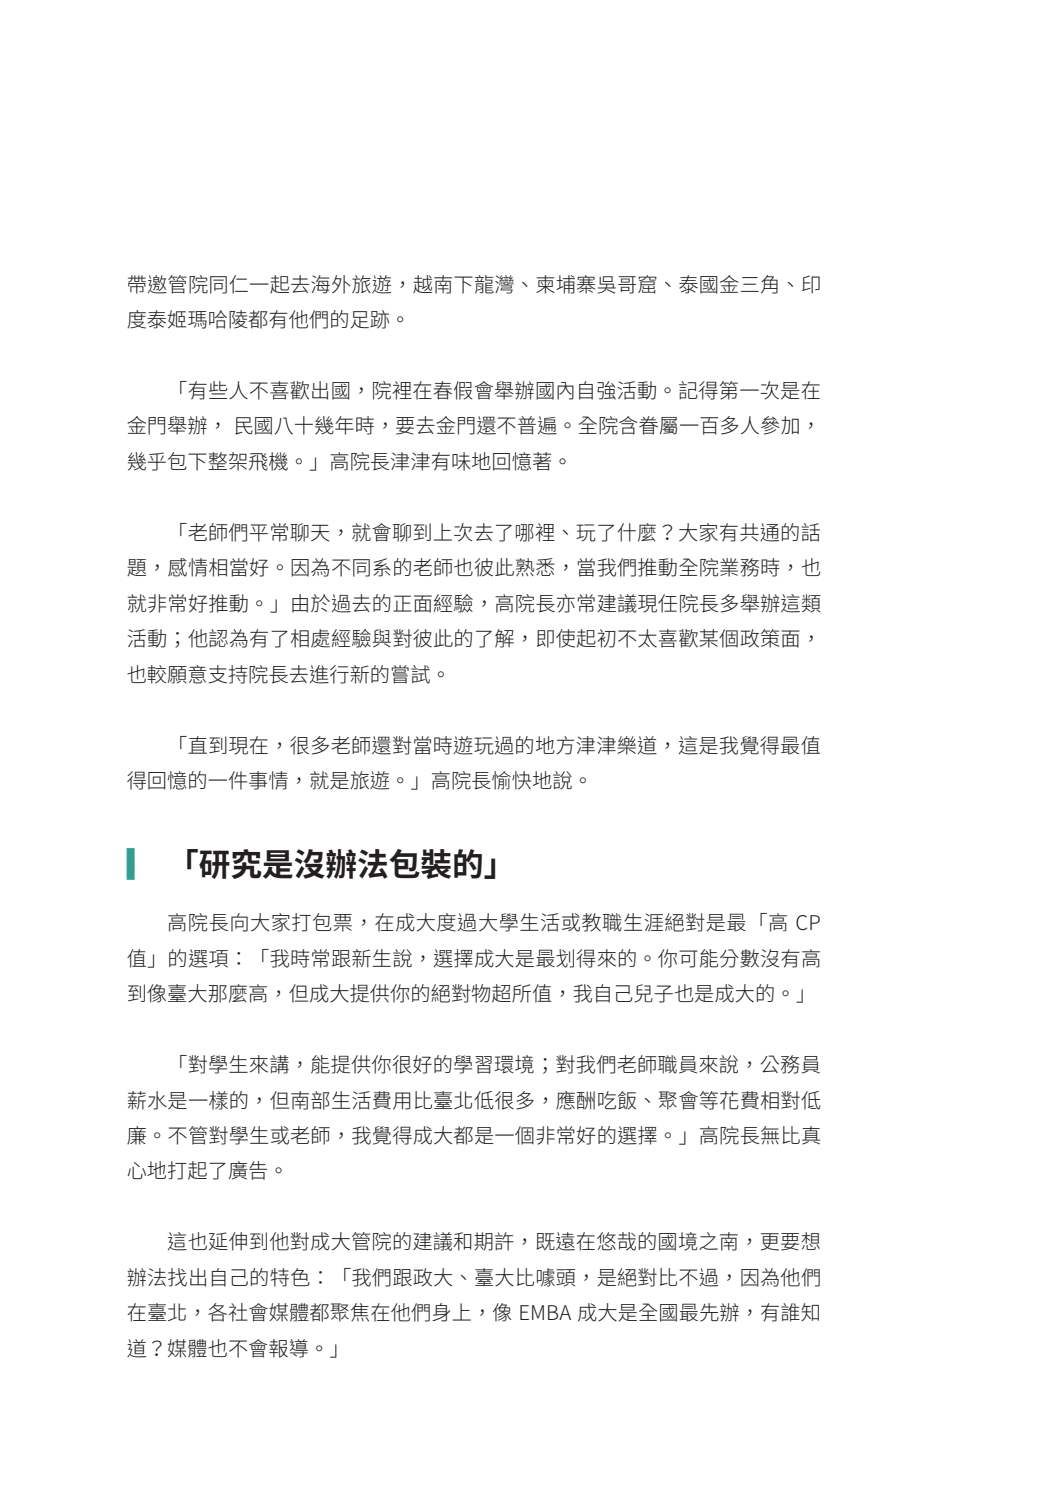 帶邀管院同仁一起去海外旅遊，越南下龍灣、柬埔寨吳哥窟、泰國金三角、印
度泰姬瑪哈陵都有他們的足跡。
「有些人不喜歡出國，院裡在春假會舉辦國內自強活動。記得第一次是在
金門舉辦， 民國八十幾年時，要去金門還不普遍。全院含眷屬一百多人參加，
幾乎包下整架飛機。」高院長津津有味地回憶著。
「老師們平常聊天，就會聊到上次去了哪裡、玩了什麼？大家有共通的話
題，感情相當好。因為不同系的老師也彼此熟悉，當我們推動全院業務時，也
就非常好推動。」由於過去的正面經驗，高院長亦常建議現任院長多舉辦這類
活動；他認為有了相處經驗與對彼此的了解，即使起初不太喜歡某個政策面，
也較願意支持院長去進行新的嘗試。
「直到現在，很多老師還對當時遊玩過的地方津津樂道，這是我覺得最值
得回憶的一件事情，就是旅遊。」高院長愉快地說。
「研究是沒辦法包裝的」
高院長向大家打包票，在成大度過大學生活或教職生涯絕對是最「高 CP
值」的選項：「我時常跟新生說，選擇成大是最划得來的。你可能分數沒有高
到像臺大那麼高，但成大提供你的絕對物超所值，我自己兒子也是成大的。」
「對學生來講，能提供你很好的學習環境；對我們老師職員來說，公務員
薪水是一樣的，但南部生活費用比臺北低很多，應酬吃飯、聚會等花費相對低
廉。不管對學生或老師，我覺得成大都是一個非常好的選擇。」高院長無比真
心地打起了廣告。
這也延伸到他對成大管院的建議和期許，既遠在悠哉的國境之南，更要想
辦法找出自己的特色：「我們跟政大、臺大比噱頭，是絕對比不過，因為他們
在臺北，各社會媒體都聚焦在他們身上，像 EMBA 成大是全國最先辦，有誰知
道？媒體也不會報導。」